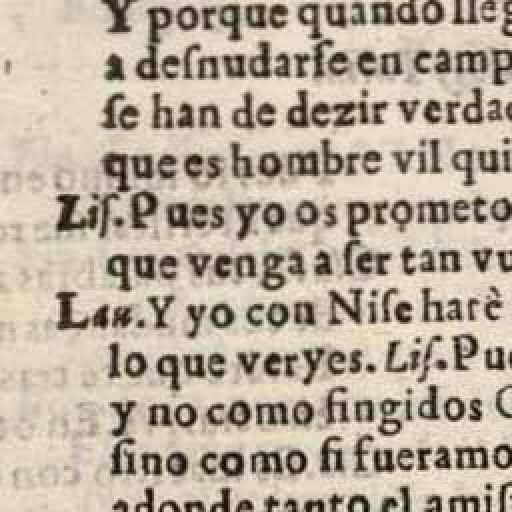 Y porque quando lleg
a deſnudarſe en camp
ſe han de dezir verdad
que es hombre vil qui
Liſ. Pues yo os prometo
que venga a ſer tan vu
Lau. Y yo con Niſe harè
lo que veryes. Liſ. Pue
y no como fingidos
ſino como ſi fueramo
adonde tanto el amiſ